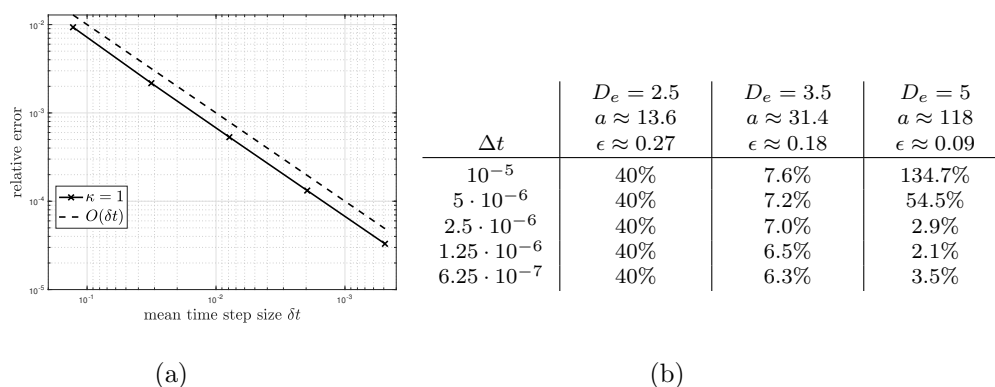 10^{-2}
10^{-3}
10^{-4}
10^{-5}
relative error
κ = 1
O(δt)
10^{-1} 10^{-2} 10^{-3}
mean time step size δt
(a)
D_e = 2.5 D_e = 3.5 D_e = 5
a ≈ 13.6 a ≈ 31.4 a ≈ 118
Δt ϵ ≈ 0.27 ϵ ≈ 0.18 ϵ ≈ 0.09
10^{-5} 40% 7.6% 134.7%
5 · 10^{-6} 40% 7.2% 54.5%
2.5 · 10^{-6} 40% 7.0% 2.9%
1.25 · 10^{-6} 40% 6.5% 2.1%
6.25 · 10^{-7} 40% 6.3% 3.5%
(b)